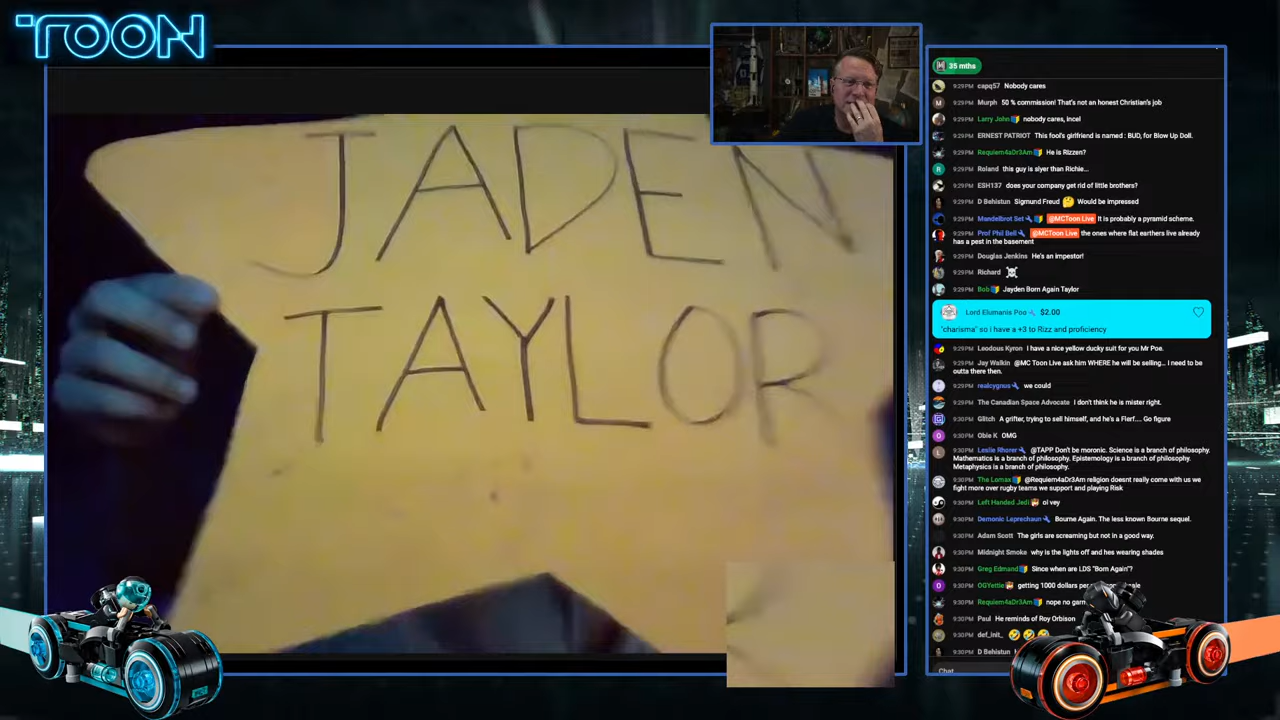 TOON
JADEN
TAYLOR
35 mths
9:29PM capq57 Nobody cares
9:29PM Murph 50 % commission! That's not an honest Christian's job
9:29PM Larry John nobody cares, incel
9:29PM ERNEST PATRIOT This fool's girlfriend is named : BUD, for Blow Up Doll.
9:29PM Requiem4aDr3Am He is Rizzen?
9:29PM Roland this guy is slyer than Richie...
9:29PM ESH137 does your company get rid of little brothers?
9:29PM D Behistun Sigmund Freud 🤔 Would be impressed
9:29PM Mandelbrot Set @MCToon Live It is probably a pyramid scheme.
9:29PM Prof Phil Bell @MCToon Live the ones where flat earthers live already
has a pest in the basement
9:29PM Douglas Jenkins He's an impestor!
9:29PM Richard ☠
9:29PM Bob Jayden Born Again Taylor
Lord Elumanis Poo $2.00
"charisma" so i have a +3 to Rizz and proficiency
9:29PM Leodous Kyron I have a nice yellow ducky suit for you Mr Poe.
9:29PM Jay Walkin @MC Toon Live ask him WHERE he will be selling... I need to be
outta there then.
9:29PM realcygnus we could
9:29PM The Canadian Space Advocate I don't think he is mister right.
9:30PM Glitch A grifter, trying to sell himself, and he's a Flerf.... Go figure
9:30PM Obie K OMG
9:30PM Leslie Rhorer @TAPP Don't be moronic. Science is a branch of philosophy.
Mathematics is a branch of philosophy. Epistemology is a branch of philosophy.
Metaphysics is a branch of philosophy.
9:30PM The Lomas @Requiem4aDr3Am religion doesnt really come with us we
fight more over rugby teams we support and playing Risk
9:30PM Left Handed Jedi oi vey
9:30PM Demonic Leprechaun Bourne Again. The less known Bourne sequel.
9:30PM Adam Scott The girls are screaming but not in a good way.
9:30PM Midnight Smoke why is the lights off and hes wearing shades
9:30PM Greg Edmand Since when are LDS "Born Again"?
9:30PM OGYettie getting 1000 dollars per
9:30PM Requiem4aDr3Am nope no
9:30PM Paul He reminds of Roy Orbison
9:30PM def_init_ 🤣🤣🤣
9:30PM D Behistun
Chat